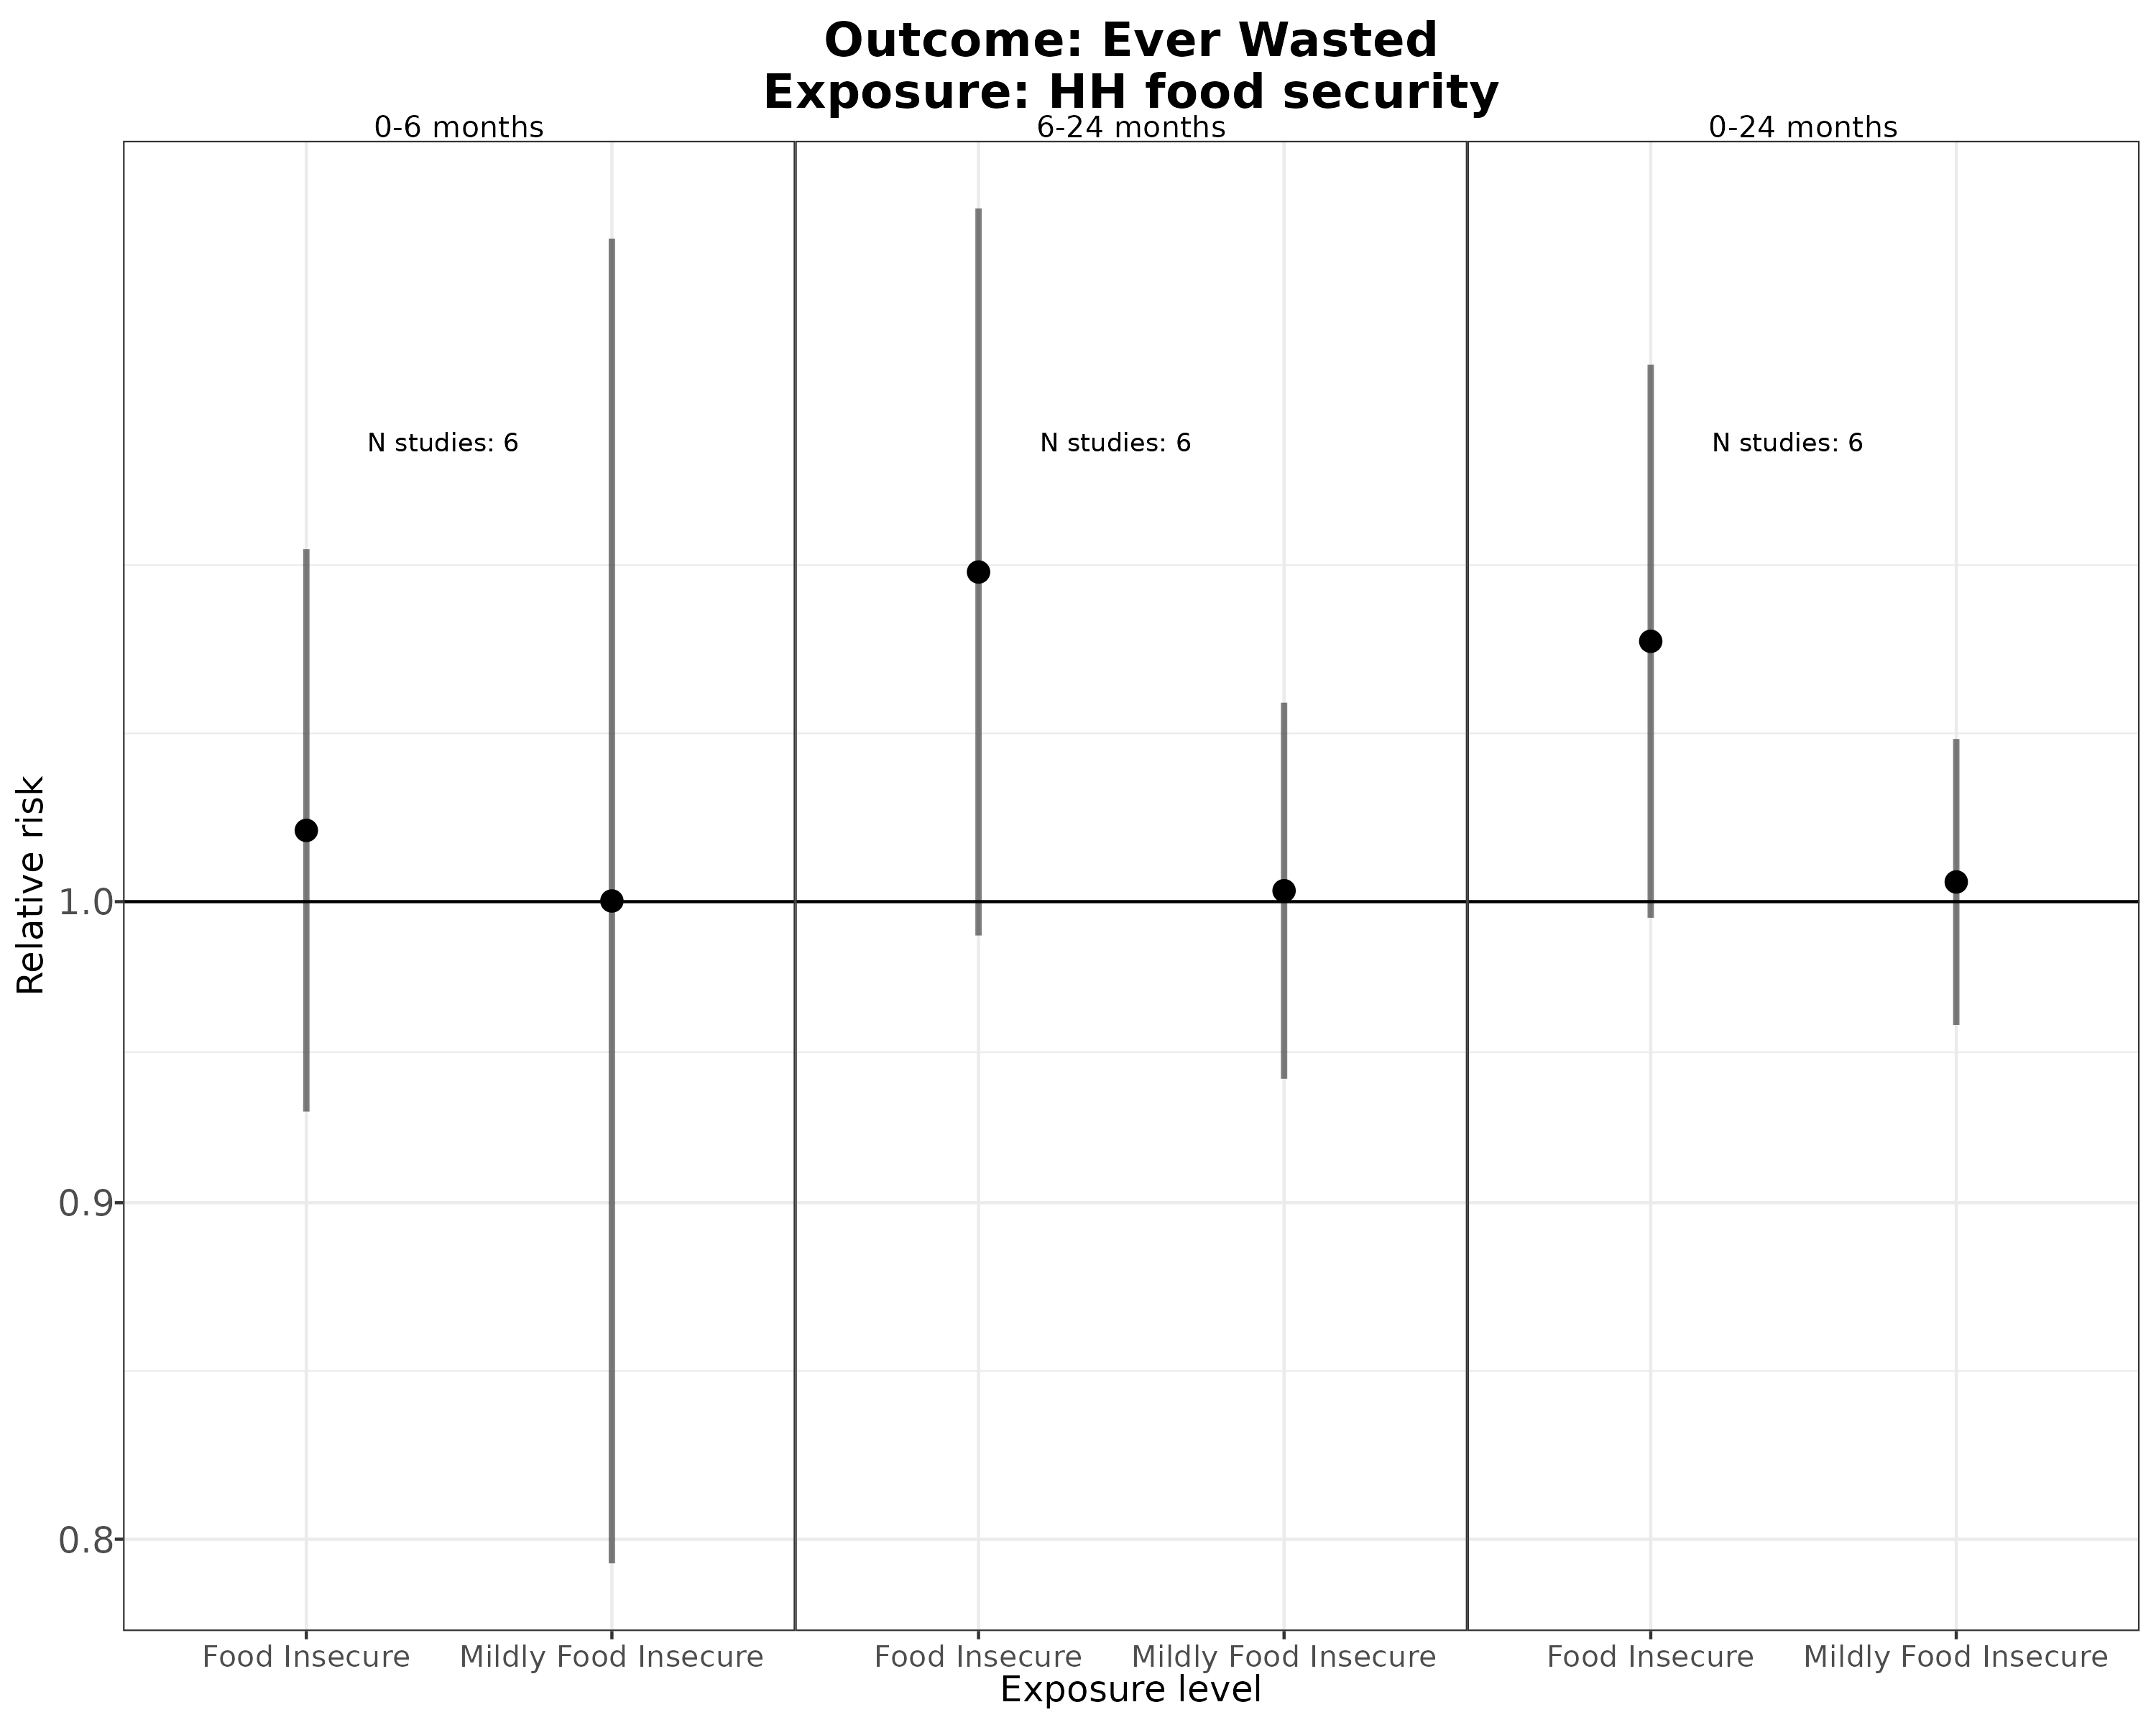 Outcome: Ever Wasted
Exposure: HH food security
0-6 months
6-24 months
0-24 months
N studies: 6
N studies: 6
N studies: 6
Relative risk
1.0
0.9
0.8
Food Insecure
Mildly Food Insecure
Food Insecure
Mildly Food Insecure
Food Insecure
Mildly Food Insecure
Exposure level